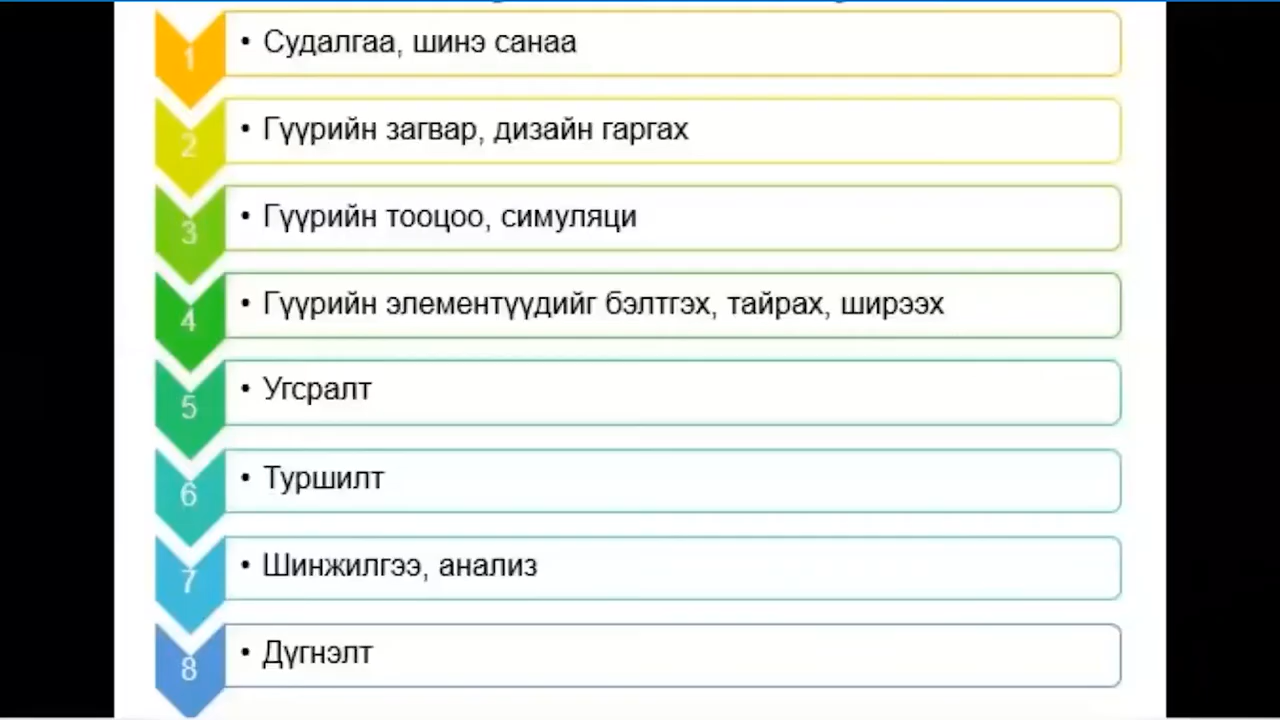 1 • Судалгаа, шинэ санаа
2 • Гүүрийн загвар, дизайн гаргах
3 • Гүүрийн тооцоо, симуляци
4 • Гүүрийн элементүүдийг бэлтгэх, тайрах, ширээх
5 • Угсралт
6 • Туршилт
7 • Шинжилгээ, анализ
8 • Дүгнэлт